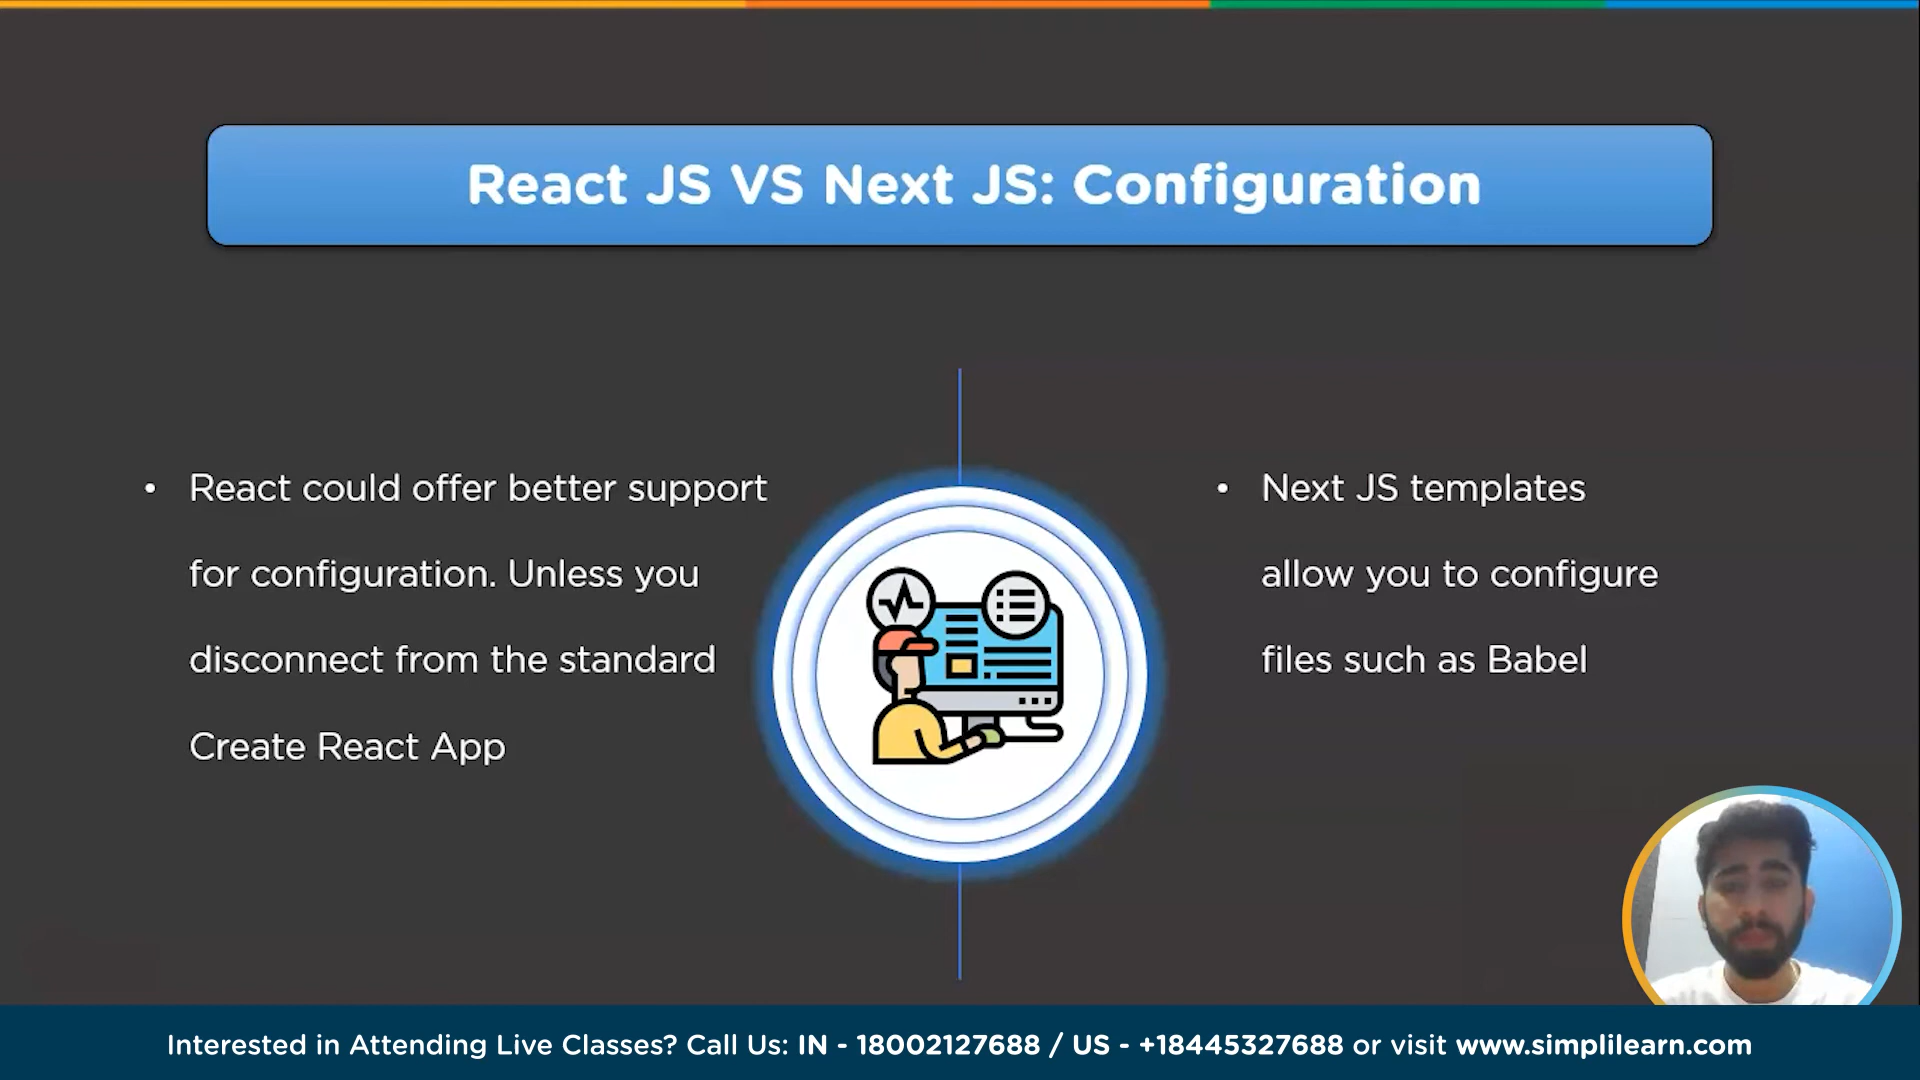 React JS VS Next JS: Configuration
• React could offer better support
for configuration. Unless you
disconnect from the standard
Create React App
• Next JS templates
allow you to configure
files such as Babel
Interested in Attending Live Classes? Call Us: IN - 18002127688 / US - +18445327688 or visit www.simplilearn.com